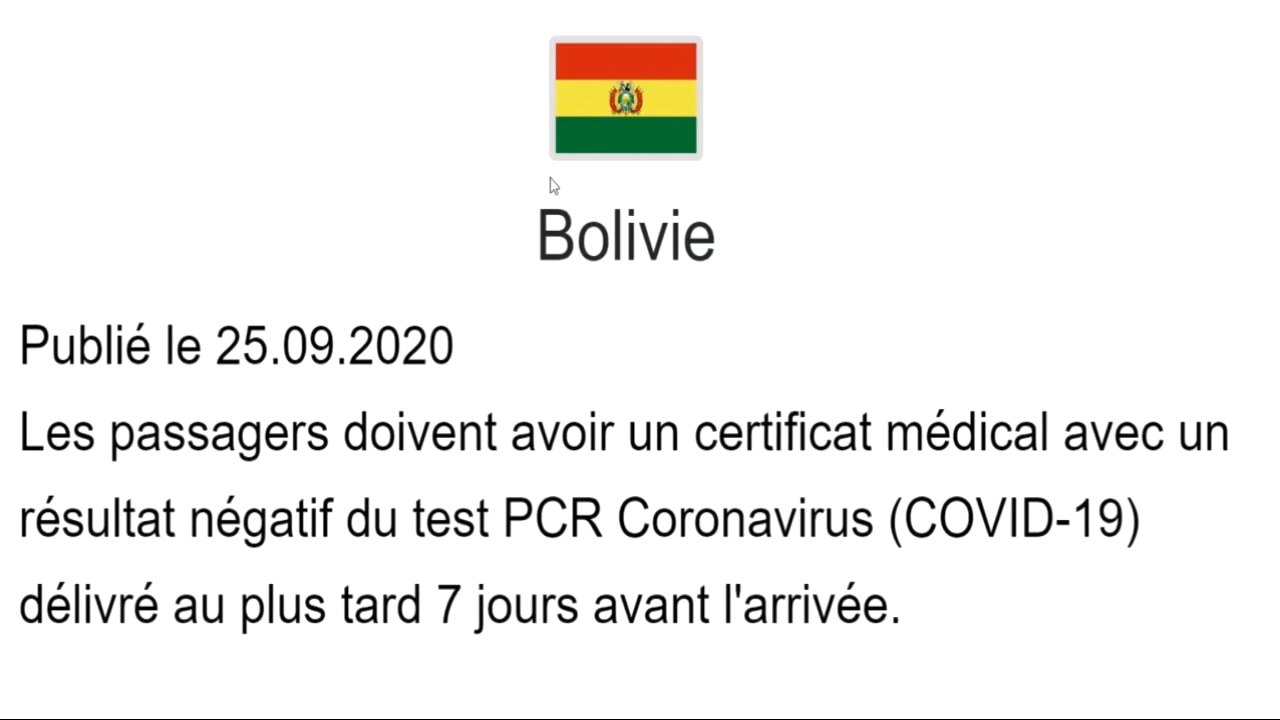 Bolivie
Publié le 25.09.2020
Les passagers doivent avoir un certificat médical avec un
résultat négatif du test PCR Coronavirus (COVID-19)
délivré au plus tard 7 jours avant l'arrivée.